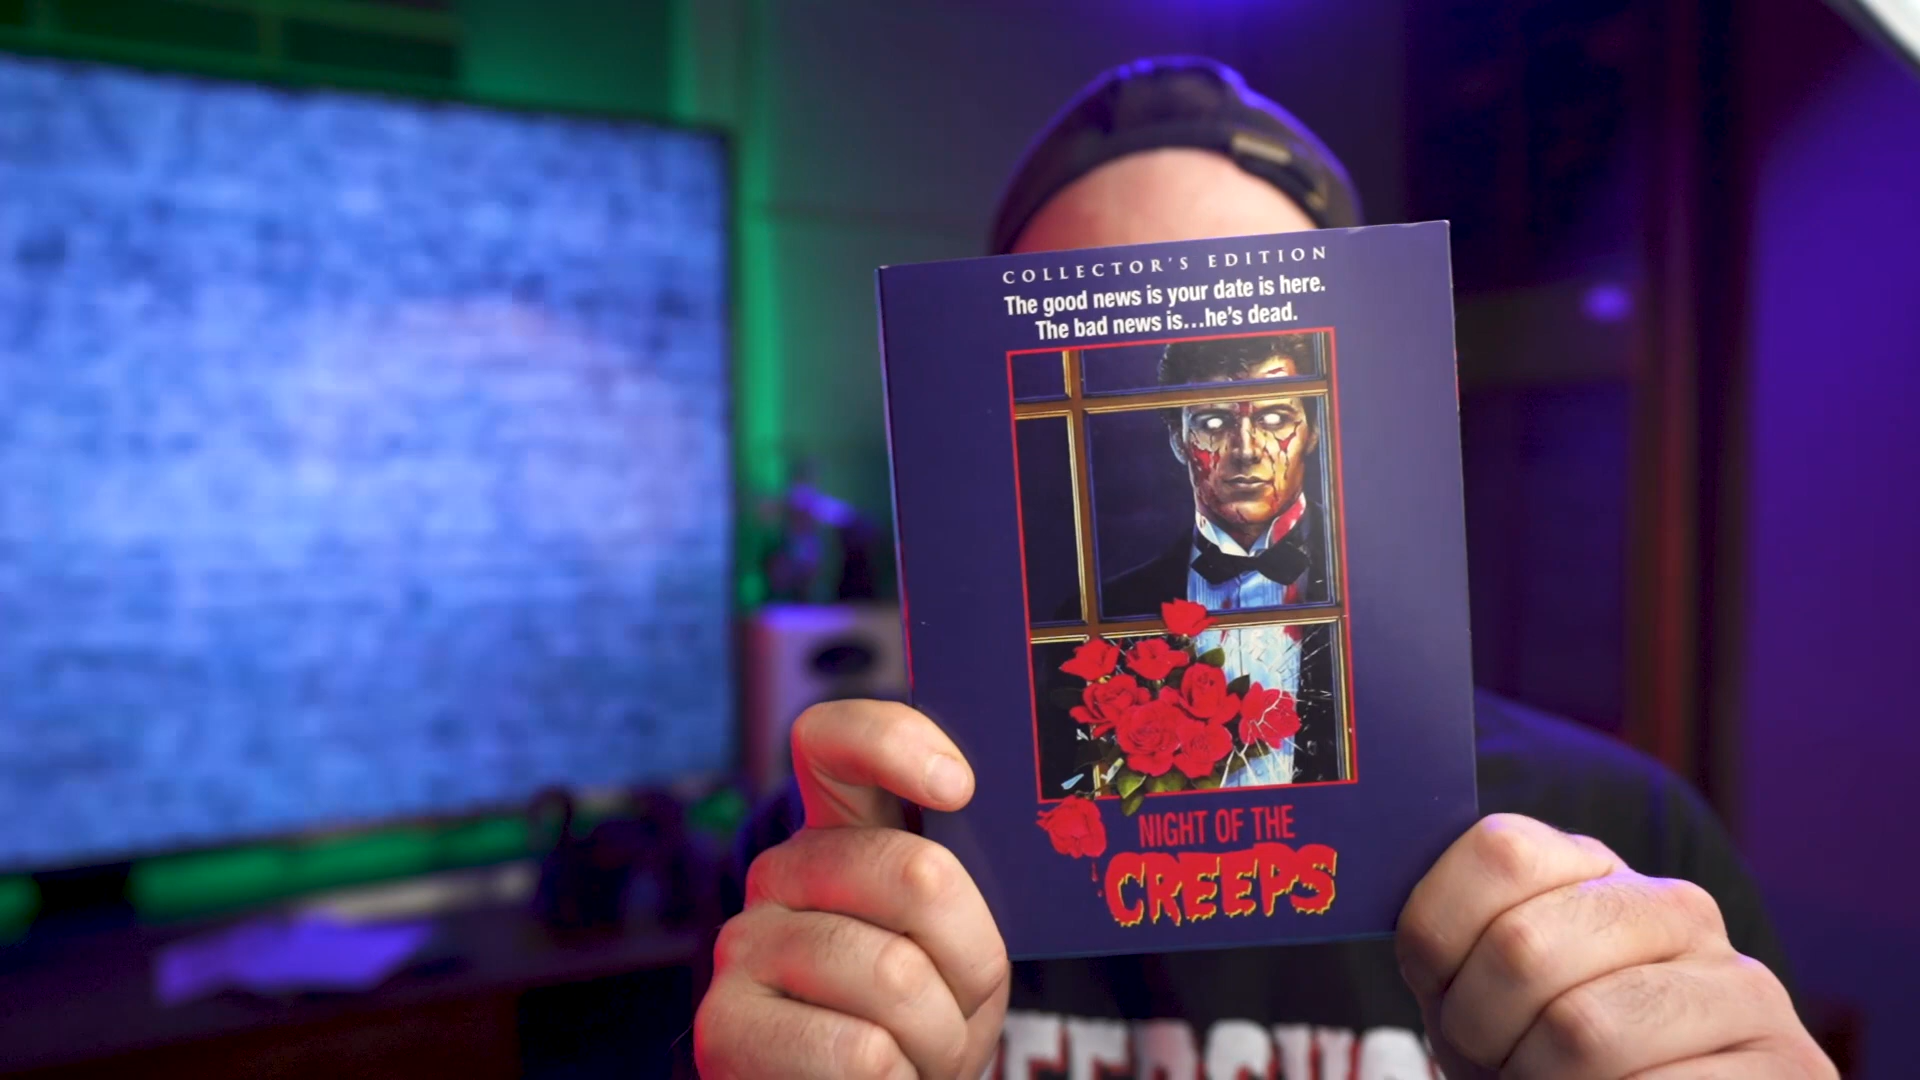 COLLECTOR'S EDITION
The good news is your date is here.
The bad news is...he's dead.
NIGHT OF THE
CREEPS